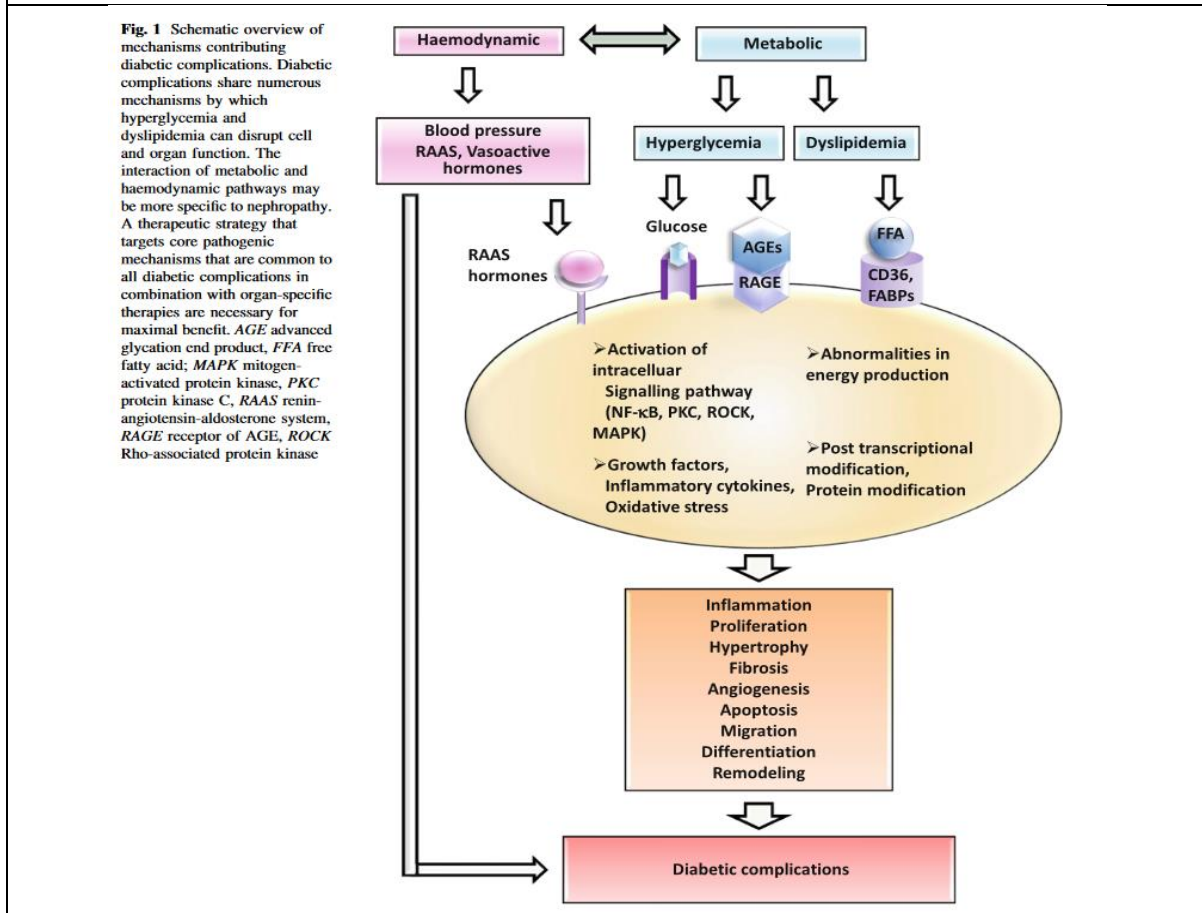 Fig. 1 Schematic overview of
mechanisms contributing
diabetic complications. Diabetic
complications share numerous
mechanisms by which
hyperglycemia and
dyslipidemia can disrupt cell
and organ function. The
interaction of metabolic and
haemodynamic pathways may
be more specific to nephropathy.
A therapeutic strategy that
targets core pathogenic
mechanisms that are common to
all diabetic complications in
combination with organ-specific
therapies are necessary for
maximal benefit. AGE advanced
glycation end product, FFA free
fatty acid; MAPK mitogen-
activated protein kinase, PKC
protein kinase C, RAAS renin-
angiotensin-aldosterone system,
RAGE receptor of AGE, ROCK
Rho-associated protein kinase
Haemodynamic
Metabolic
Blood pressure
RAAS, Vasoactive
hormones
Hyperglycemia
Dyslipidemia
RAAS
hormones
Glucose
AGEs
RAGE
FFA
CD36,
FABPs
➢Activation of
intracelluar
Signalling pathway
(NF-κB, PKC, ROCK,
MAPK)
➢Growth factors,
Inflammatory cytokines,
Oxidative stress
➢Abnormalities in
energy production
➢Post transcriptional
modification,
Protein modification
Inflammation
Proliferation
Hypertrophy
Fibrosis
Angiogenesis
Apoptosis
Migration
Differentiation
Remodeling
Diabetic complications